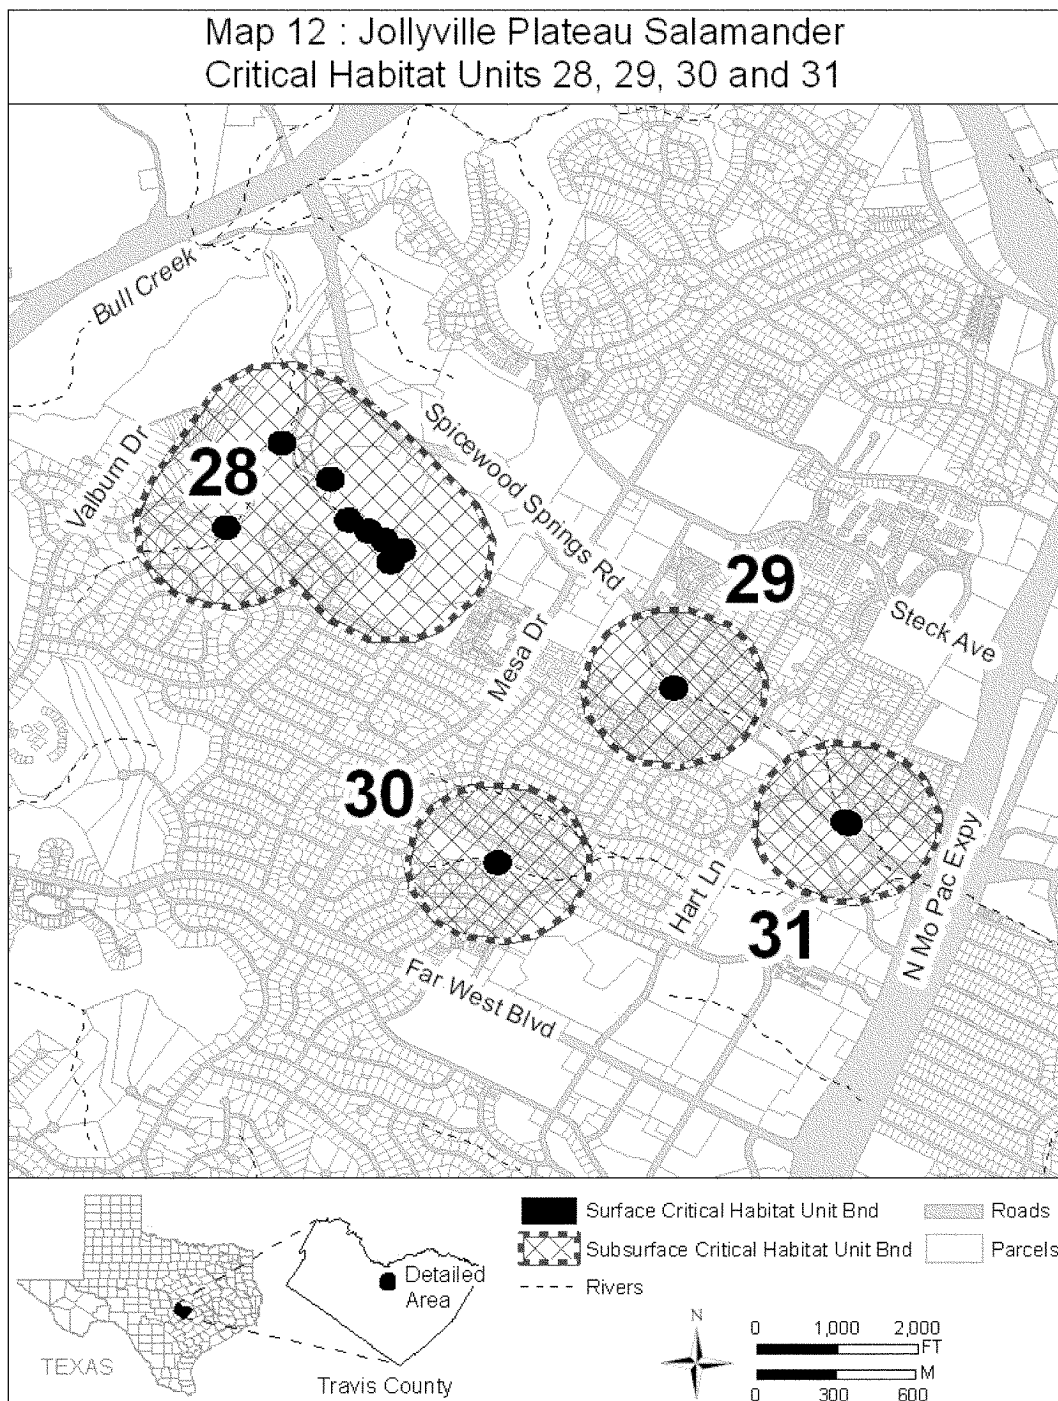 Map 12 : Jollyville Plateau Salamander
Critical Habitat Units 28, 29, 30 and 31
Bull Creek
Valburn Dr
28
Spicewood Springs Rd
29
Steck Ave
Mesa Dr
30
Hart Ln
31
N Mo Pac Expy
Far West Blvd
TEXAS
Travis County
Detailed
Area
Surface Critical Habitat Unit Bnd
Roads
Subsurface Critical Habitat Unit Bnd
Parcels
Rivers
N
0 1,000 2,000
FT
M
0 300 600